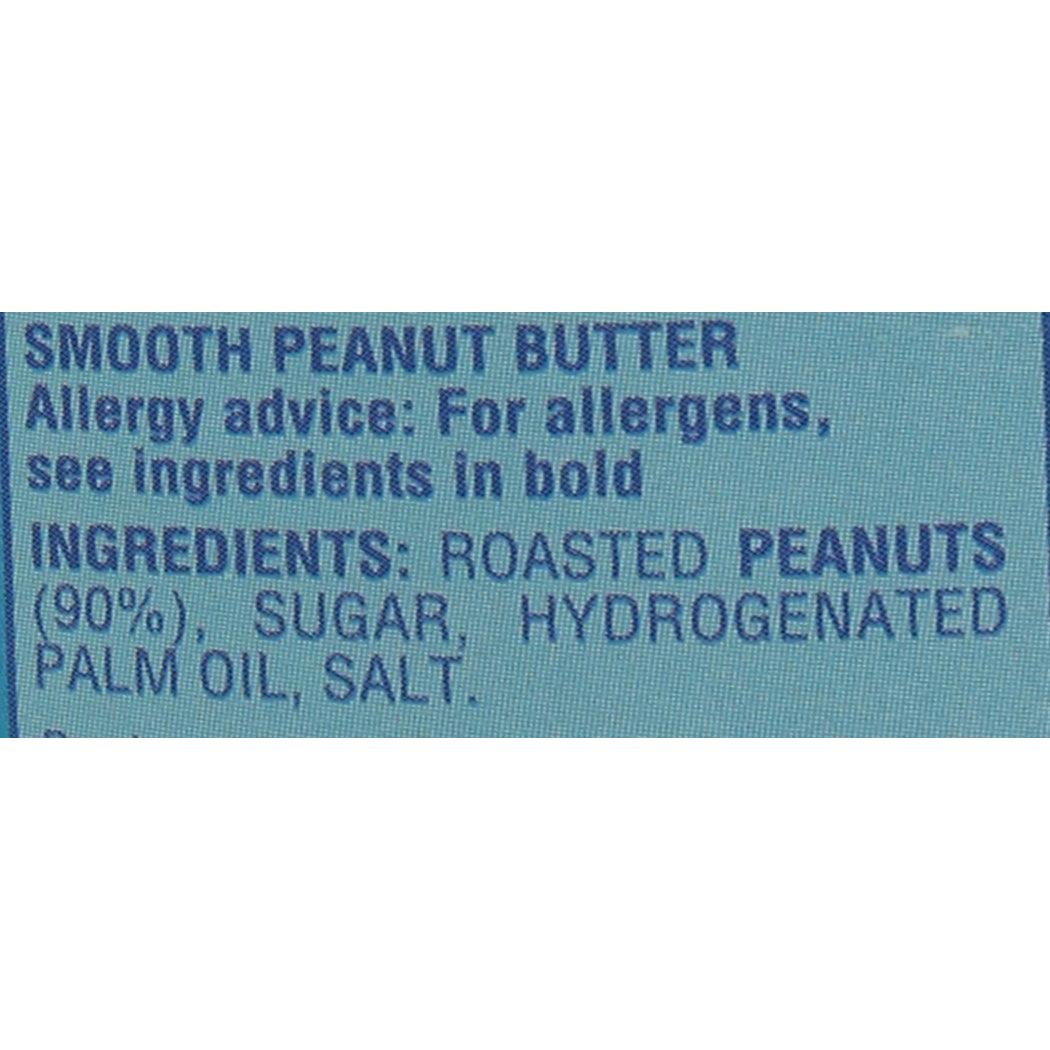 SMOOTH PEANUT BUTTER
Allergy advice: For allergens,
see ingredients in bold
INGREDIENTS: ROASTED PEANUTS
(90%), SUGAR, HYDROGENATED
PALM OIL, SALT.